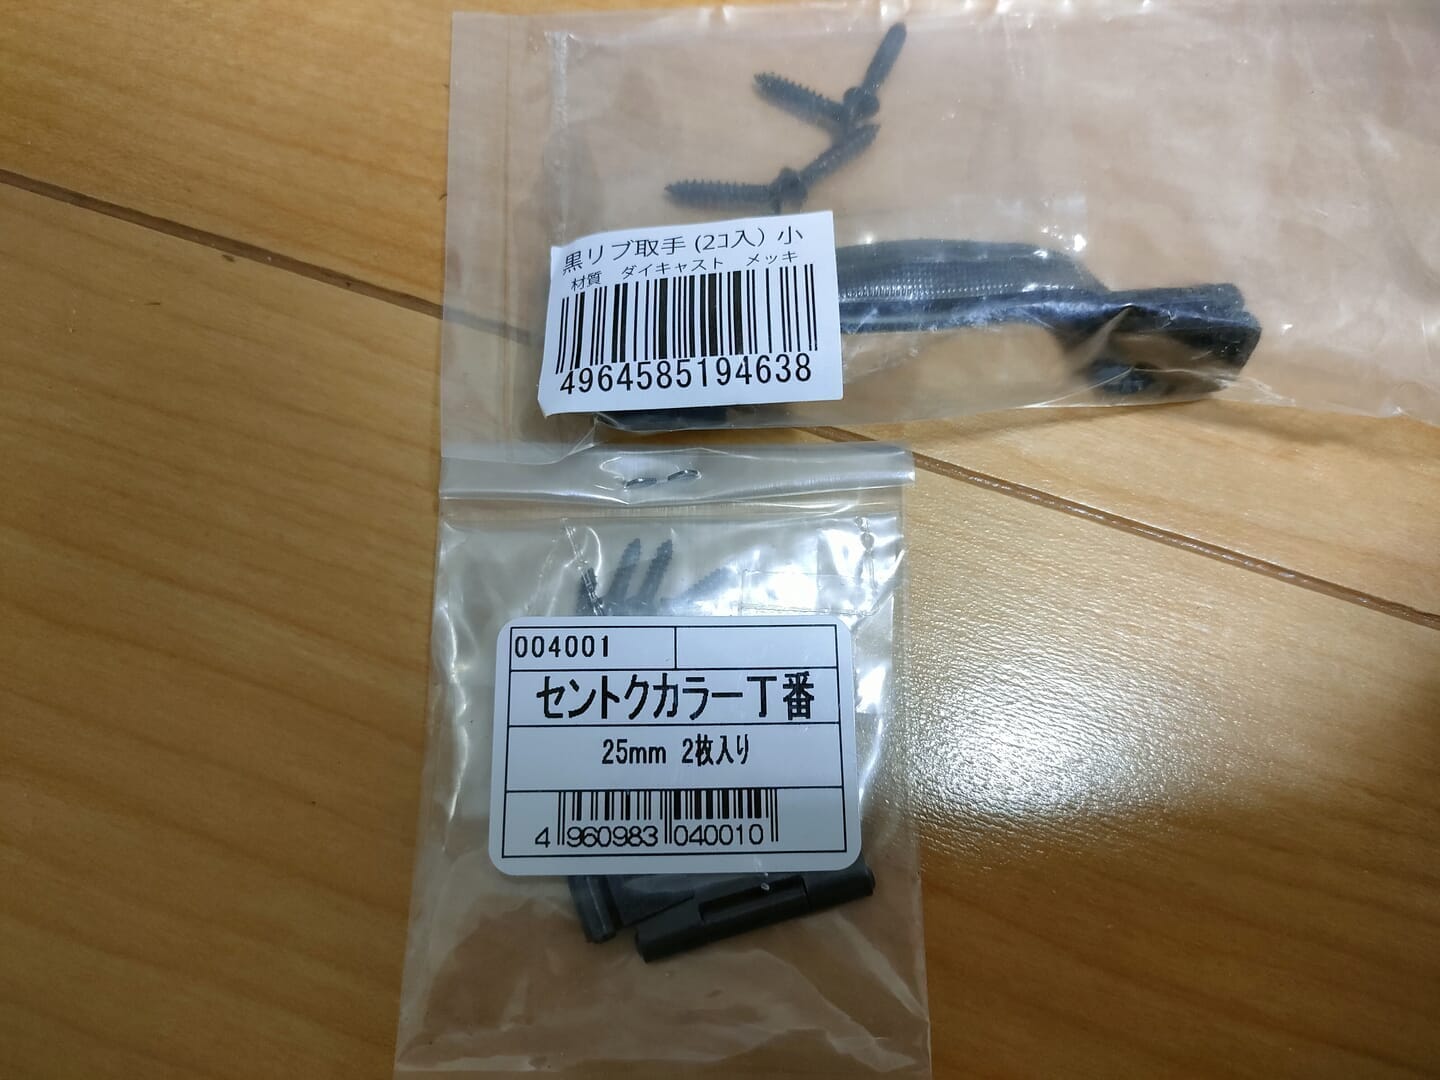 黒リブ取手 (2コ入) 小
材質 ダイキャスト メッキ
4964585194638
004001
セントクカラー丁番
25mm 2枚入り
4 960983 040010